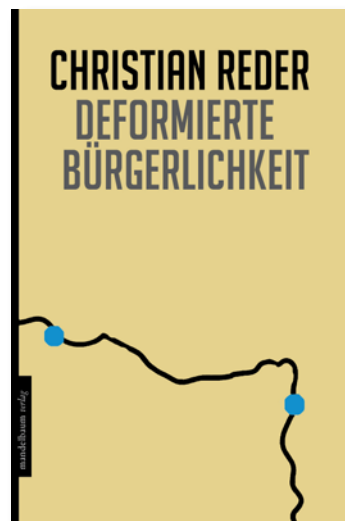 CHRISTIAN REDER
DEFORMIERTE
BÜRGERLICHKEIT
mandelbaum verlag